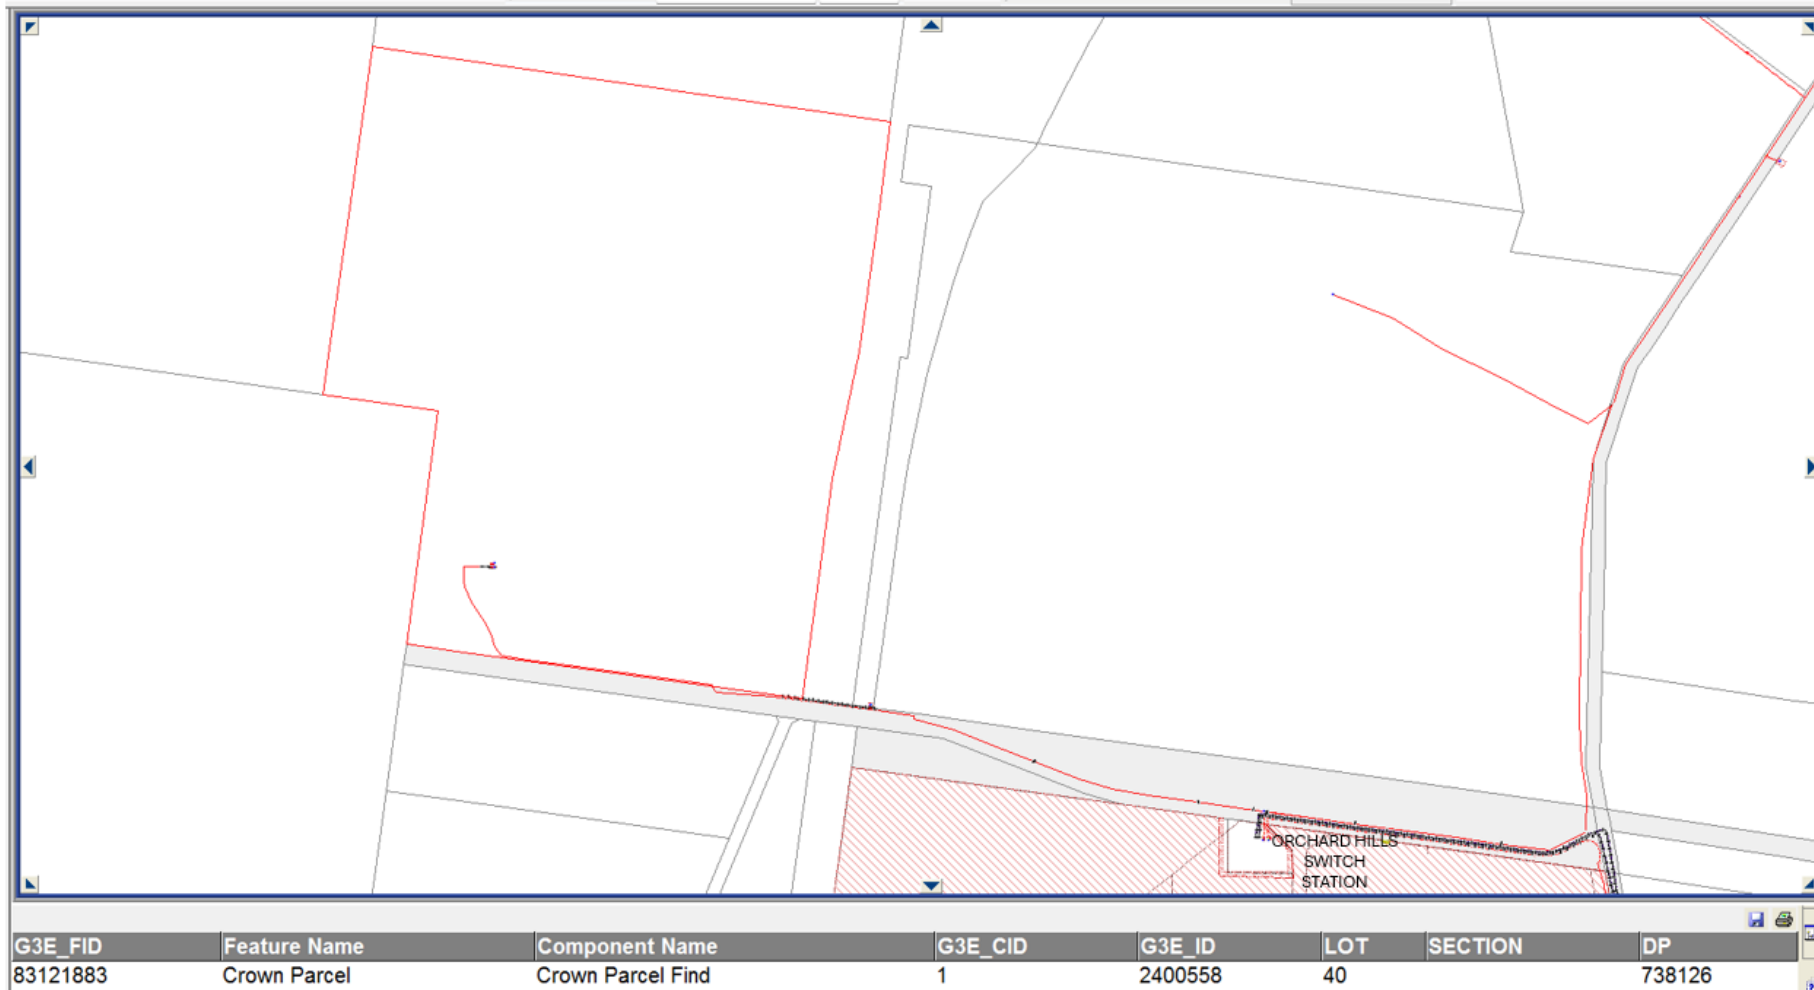 ORCHARD HILLS
SWITCH
STATION
G3E_FID Feature Name Component Name G3E_CID G3E_ID LOT SECTION DP
83121883 Crown Parcel Crown Parcel Find 1 2400558 40 738126